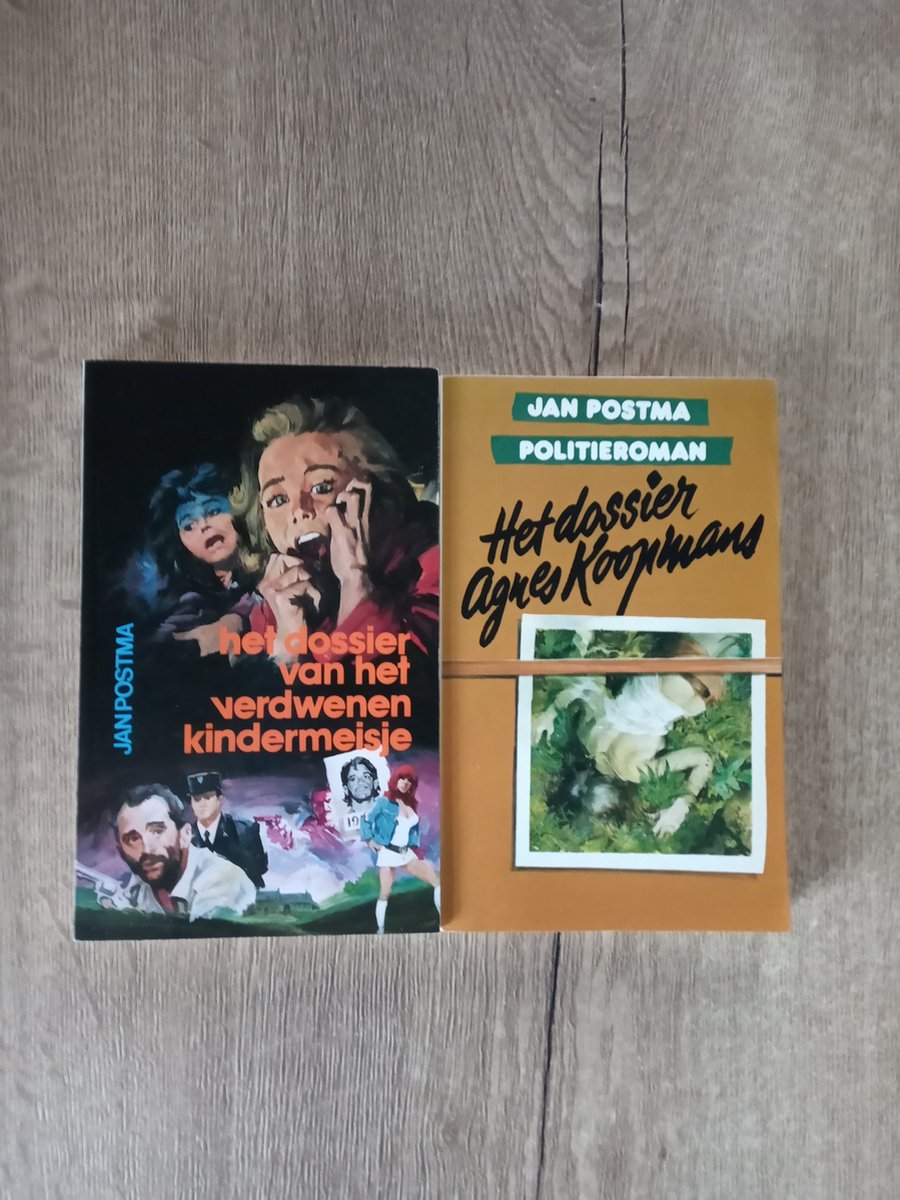 JAN POSTMA
het dossier
van het
verdwenen
kindermeisje
JAN POSTMA
POLITIEROMAN
Het dossier
Agnes Koopmans